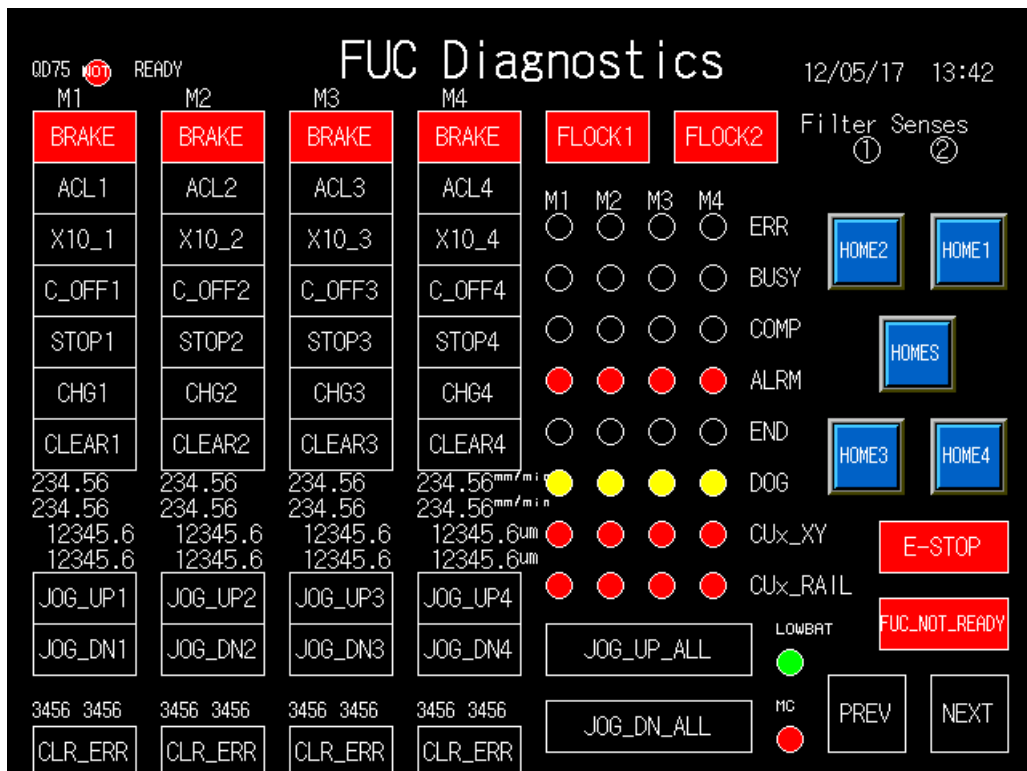 FUC Diagnostics
QD75 NOT READY
12/05/17 13:42
M1 M2 M3 M4
BRAKE BRAKE BRAKE BRAKE FLOCK1 FLOCK2
Filter Senses
1 2
ACL1 ACL2 ACL3 ACL4
M1 M2 M3 M4
X10_1 X10_2 X10_3 X10_4 ERR
HOME2 HOME1
C_OFF1 C_OFF2 C_OFF3 C_OFF4 BUSY
STOP1 STOP2 STOP3 STOP4 COMP
HOMES
CHG1 CHG2 CHG3 CHG4 ALRM
CLEAR1 CLEAR2 CLEAR3 CLEAR4 END
HOME3 HOME4
234.56 234.56 234.56 234.56mm/min DOG
234.56 234.56 234.56 234.56mm/min
12345.6 12345.6 12345.6 12345.6um CUx_XY
12345.6 12345.6 12345.6 12345.6um
E-STOP
JOG_UP1 JOG_UP2 JOG_UP3 JOG_UP4 CUx_RAIL
FUC_NOT_READY
JOG_DN1 JOG_DN2 JOG_DN3 JOG_DN4 JOG_UP_ALL LOWBAT
3456 3456 3456 3456 3456 3456 3456 3456
JOG_DN_ALL MC PREV NEXT
CLR_ERR CLR_ERR CLR_ERR CLR_ERR